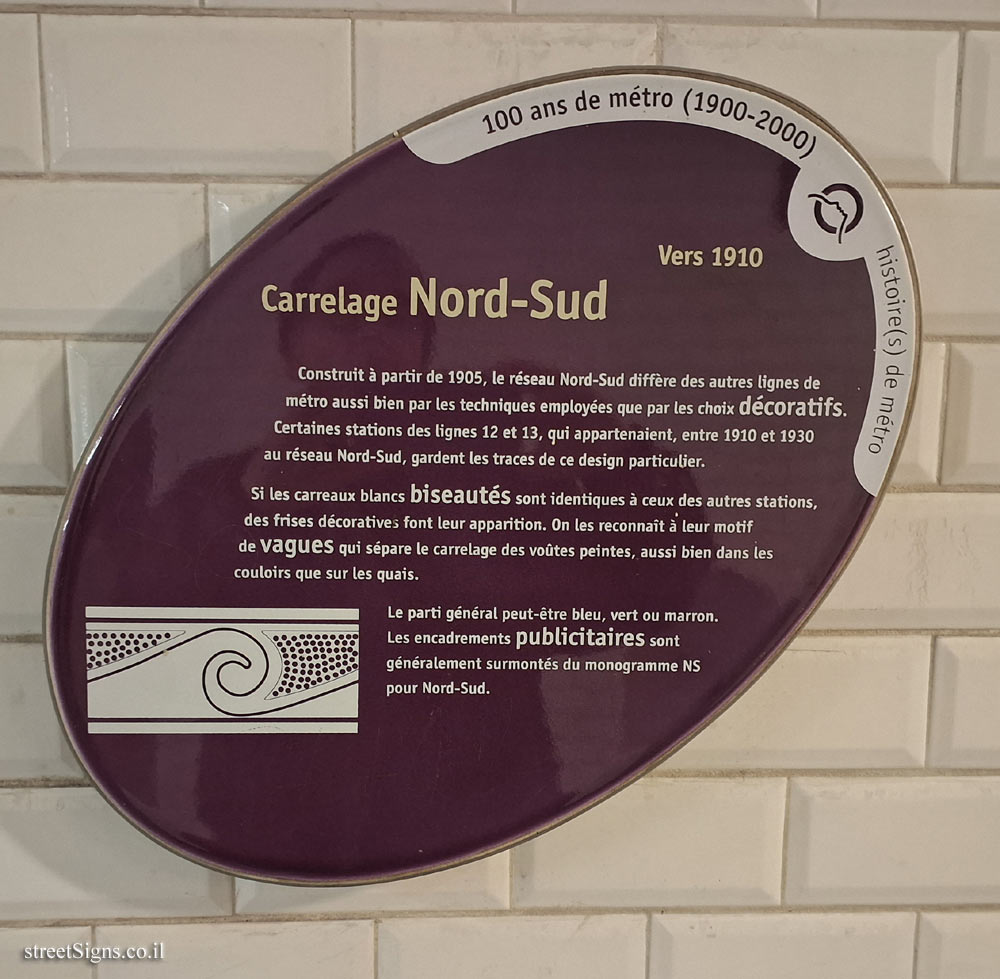 100 ans de métro (1900-2000)
histoire(s) de métro
Vers 1910
Carrelage Nord-Sud
Construit à partir de 1905, le réseau Nord-Sud diffère des autres lignes de
métro aussi bien par les techniques employées que par les choix décoratifs.
Certaines stations des lignes 12 et 13, qui appartenaient, entre 1910 et 1930
au réseau Nord-Sud, gardent les traces de ce design particulier.
Si les carreaux blancs biseautés sont identiques à ceux des autres stations,
des frises décoratives font leur apparition. On les reconnaît à leur motif
de vagues qui sépare le carrelage des voûtes peintes, aussi bien dans les
couloirs que sur les quais.
Le parti général peut-être bleu, vert ou marron.
Les encadrements publicitaires sont
généralement surmontés du monogramme NS
pour Nord-Sud.
streetSigns.co.il